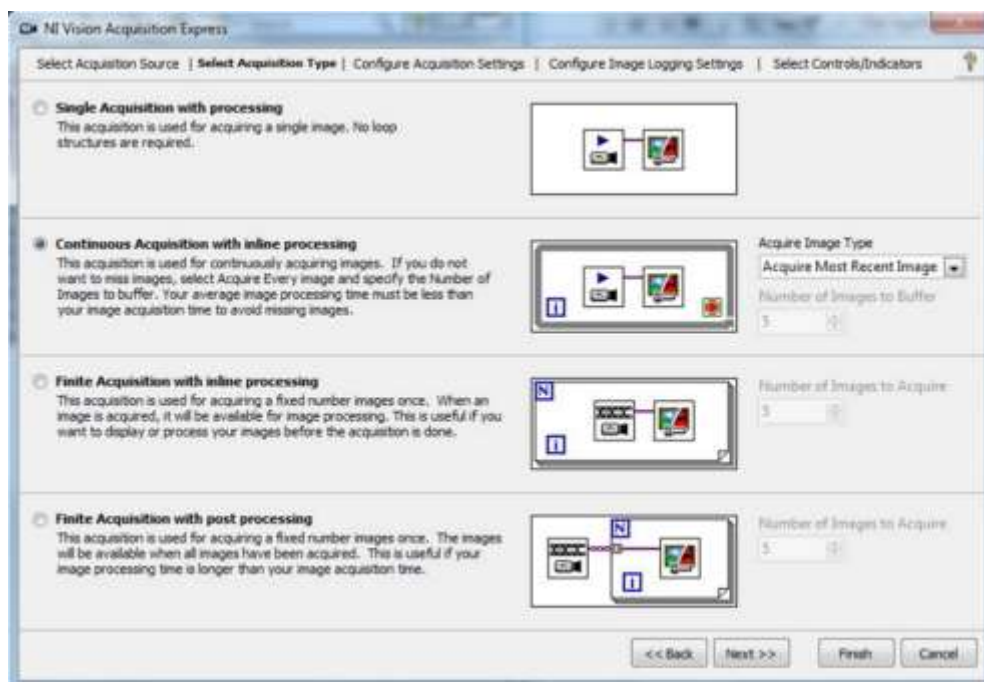 NI Vision Acquisition Express
Select Acquisition Source | Select Acquisition Type | Configure Acquisition Settings | Configure Image Logging Settings | Select Controls/Indicators
Single Acquisition with processing
This acquisition is used for acquiring a single image. No loop
structures are required.
Continuous Acquisition with inline processing
This acquisition is used for continuously acquiring images. If you do not
want to miss images, select Acquire Every image and specify the Number of
Images to buffer. Your average image processing time must be less than
your image acquisition time to avoid missing images.
Acquire Image Type
Acquire Most Recent Image
Number of Images to Buffer
5
i
Finite Acquisition with inline processing
This acquisition is used for acquiring a fixed number images once. When an
image is acquired, it will be available for image processing. This is useful if you
want to display or process your images before the acquisition is done.
N
i
Number of Images to Acquire
5
Finite Acquisition with post processing
This acquisition is used for acquiring a fixed number images once. The images
will be available when all images have been acquired. This is useful if your
image processing time is longer than your image acquisition time.
N
i
Number of Images to Acquire
5
<< Back Next >> Finish Cancel